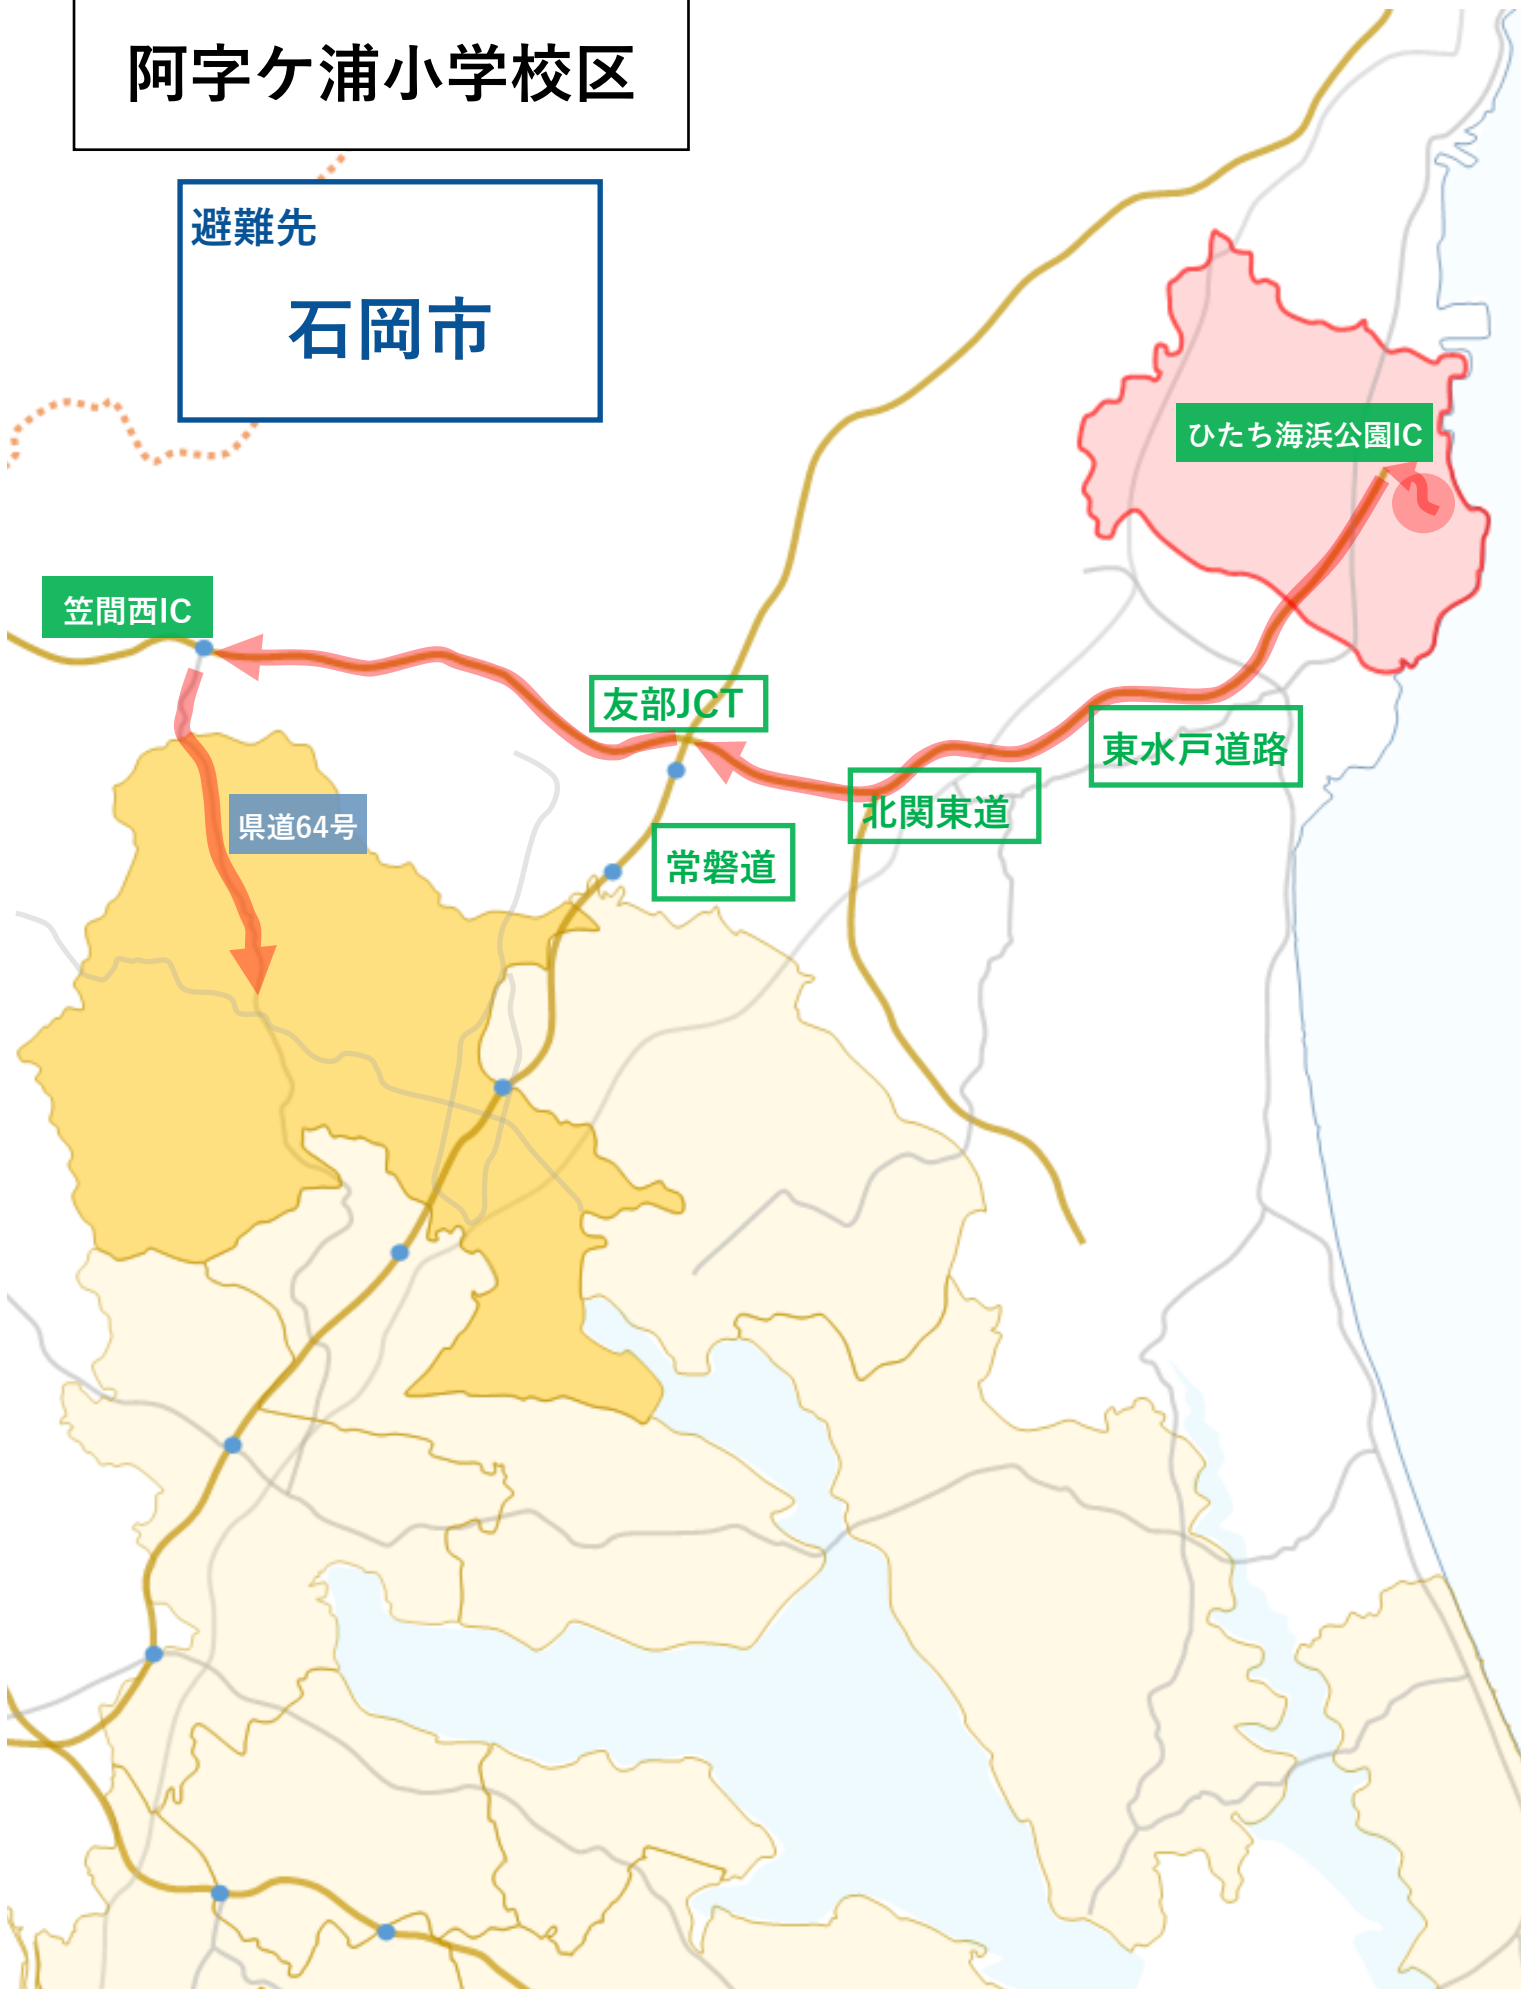 阿字ケ浦小学校区
避難先
石岡市
ひたち海浜公園IC
笠間西IC
友部JCT
東水戸道路
北関東道
県道64号
常磐道